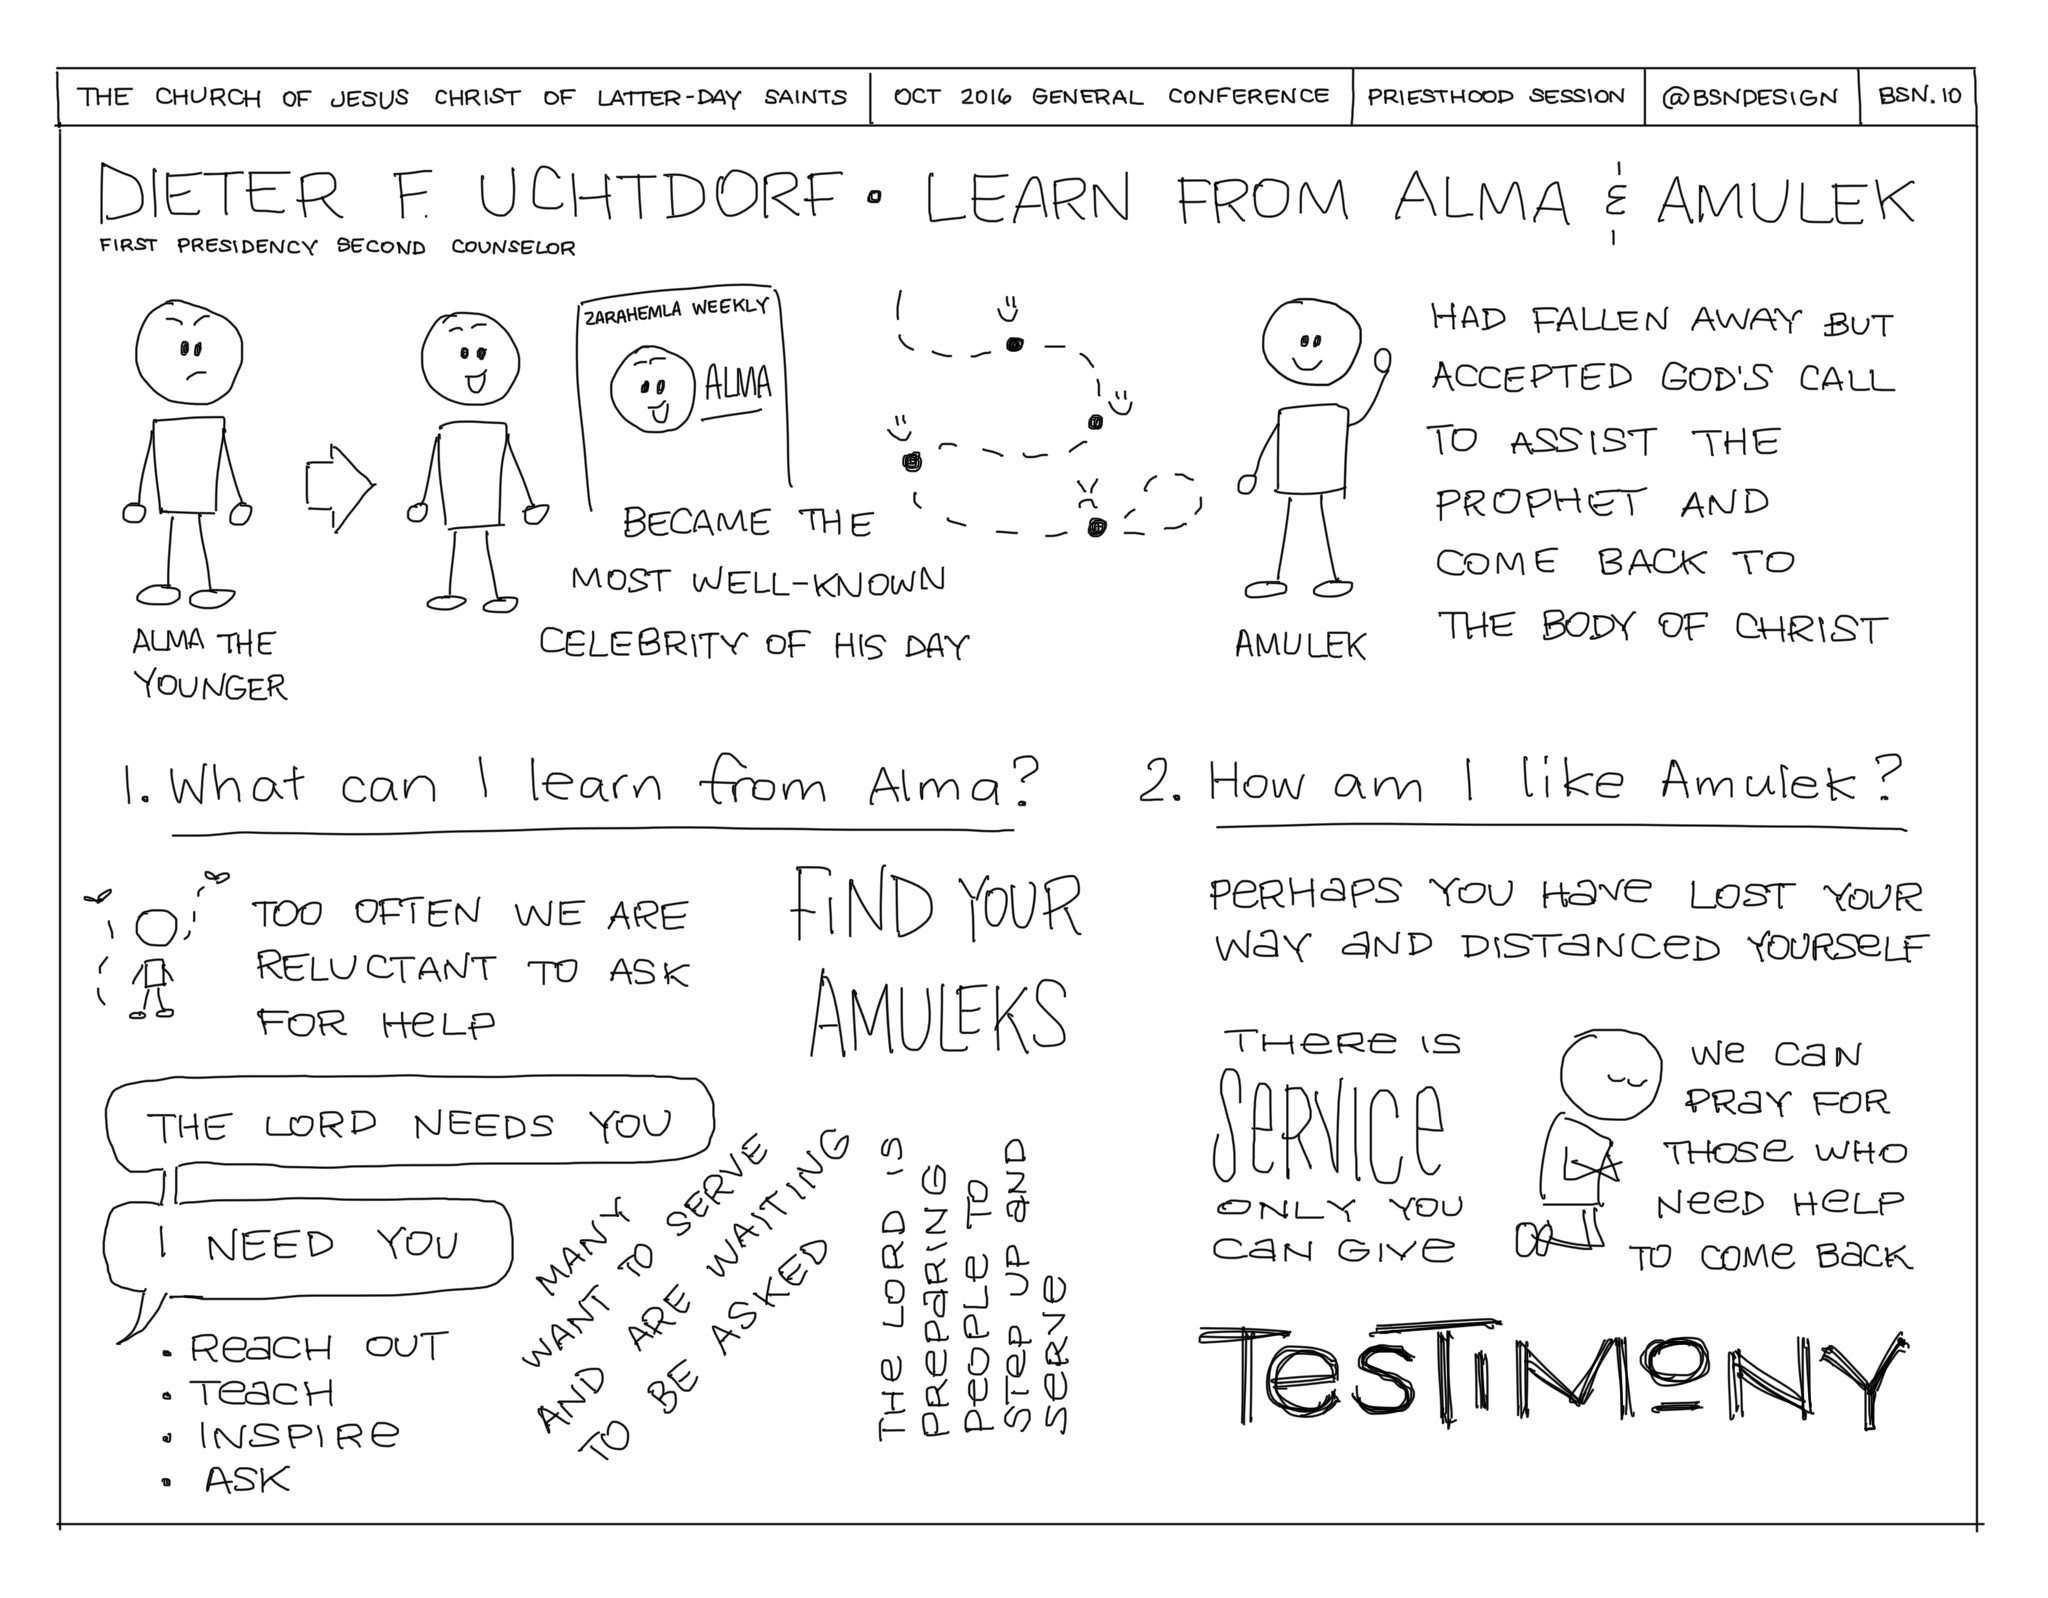 THE CHURCH OF JESUS CHRIST OF LATTER-DAY SAINTS
OCT 2016 GENERAL CONFERENCE
PRIESTHOOD SESSION
@BSNDESIGN
BSN.10
DIETER F. UCHTDORF • LEARN FROM ALMA & AMULEK
FIRST PRESIDENCY SECOND COUNSELOR
ALMA THE
YOUNGER
ZARAHEMLA WEEKLY
ALMA
BECAME THE
MOST WELL-KNOWN
CELEBRITY OF HIS DAY
AMULEK
HAD FALLEN AWAY BUT
ACCEPTED GOD'S CALL
TO ASSIST THE
PROPHET AND
COME BACK TO
THE BODY OF CHRIST
1. What can I learn from Alma?
TOO OFTEN WE ARE
RELUCTANT TO ASK
FOR HeLP
FIND YOUR
AMULEKS
THE LORD NEEDS YOU
I NEED YOU
• ReacH OUT
• TeacH
• INSPIRe
• ASK
MANY
WANT TO SERVE
AND ARE WAITING
TO BE ASKED
THE LORD IS
PREPaRING
PeOPLe TO
STeP UP aND
SeRVe
2. How am I like Amulek?
PeRHaPS YOU HaVe LOST YOUR
WaY aND DISTaNCeD YOURSeLF
THeRe IS
SeRVICe
ONLY YOU
CaN GIVe
We CaN
PRaY FOR
THOSe WHO
NeeD HeLP
TO COMe BacK
TeSTIMONY